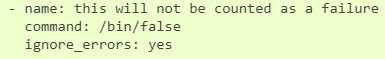 - name: this will not be counted as a failure
  command: /bin/false
  ignore_errors: yes